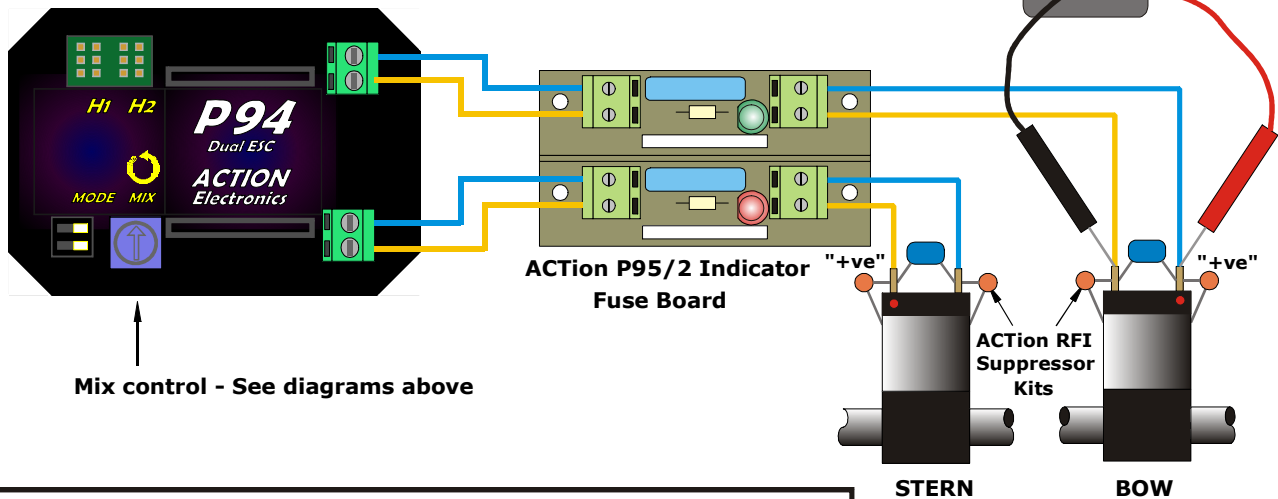 H1 H2
P94
Dual ESC
ACTION
Electronics
MODE MIX
ACTion P95/2 Indicator
Fuse Board
"+ve"
"+ve"
ACTion RFI
Suppressor
Kits
Mix control - See diagrams above
STERN
BOW